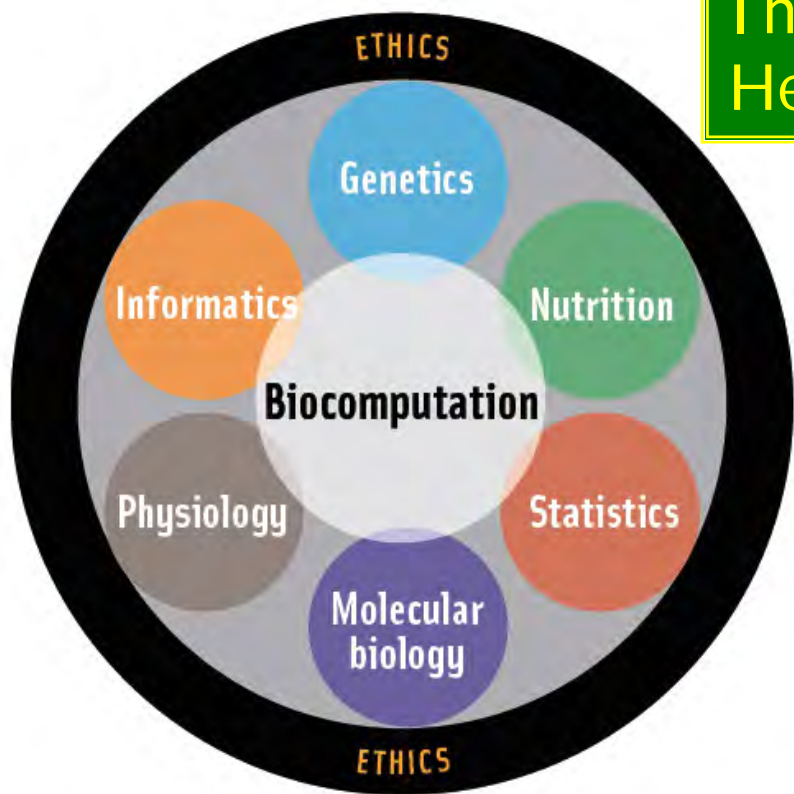 ETHICS
Genetics
Informatics
Nutrition
Biocomputation
Physiology
Statistics
Molecular
biology
ETHICS